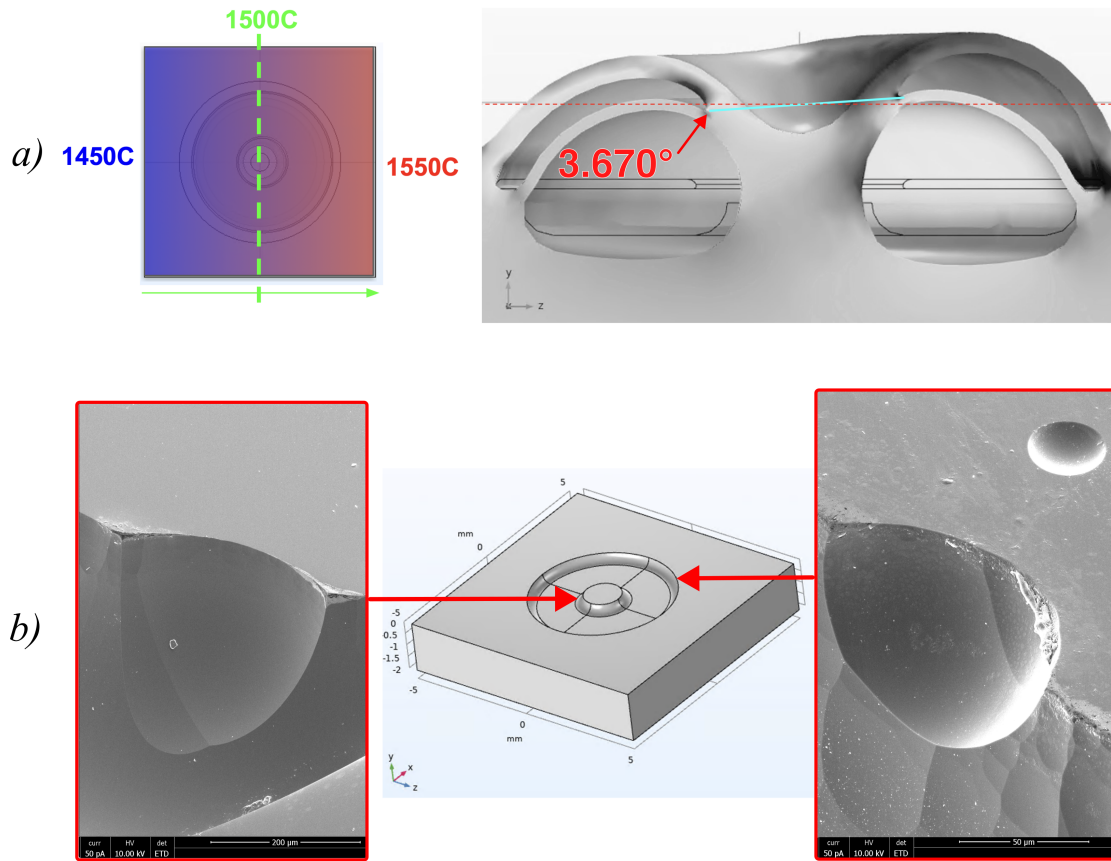 1500C
a)
1450C
1550C
3.670°
y
z
b)
5
mm
0
-5
0
0.5
-1
-1.5
-2
-5
0
mm
5
y
x
z
curr HV det
50 pA 10.00 kV ETD
200 µm
curr HV det
50 pA 10.00 kV ETD
50 µm